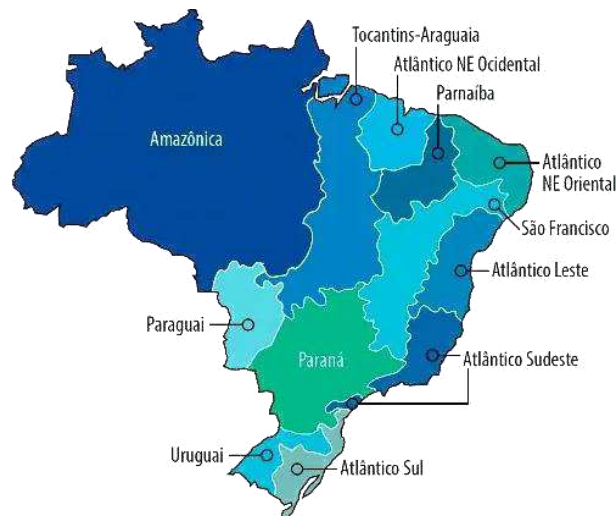 Tocantins-Araguaia
Atlântico NE Ocidental
Parnaíba
Amazônica
Atlântico
NE Oriental
São Francisco
Atlântico Leste
Paraguai
Paraná
Atlântico Sudeste
Uruguai
Atlântico Sul